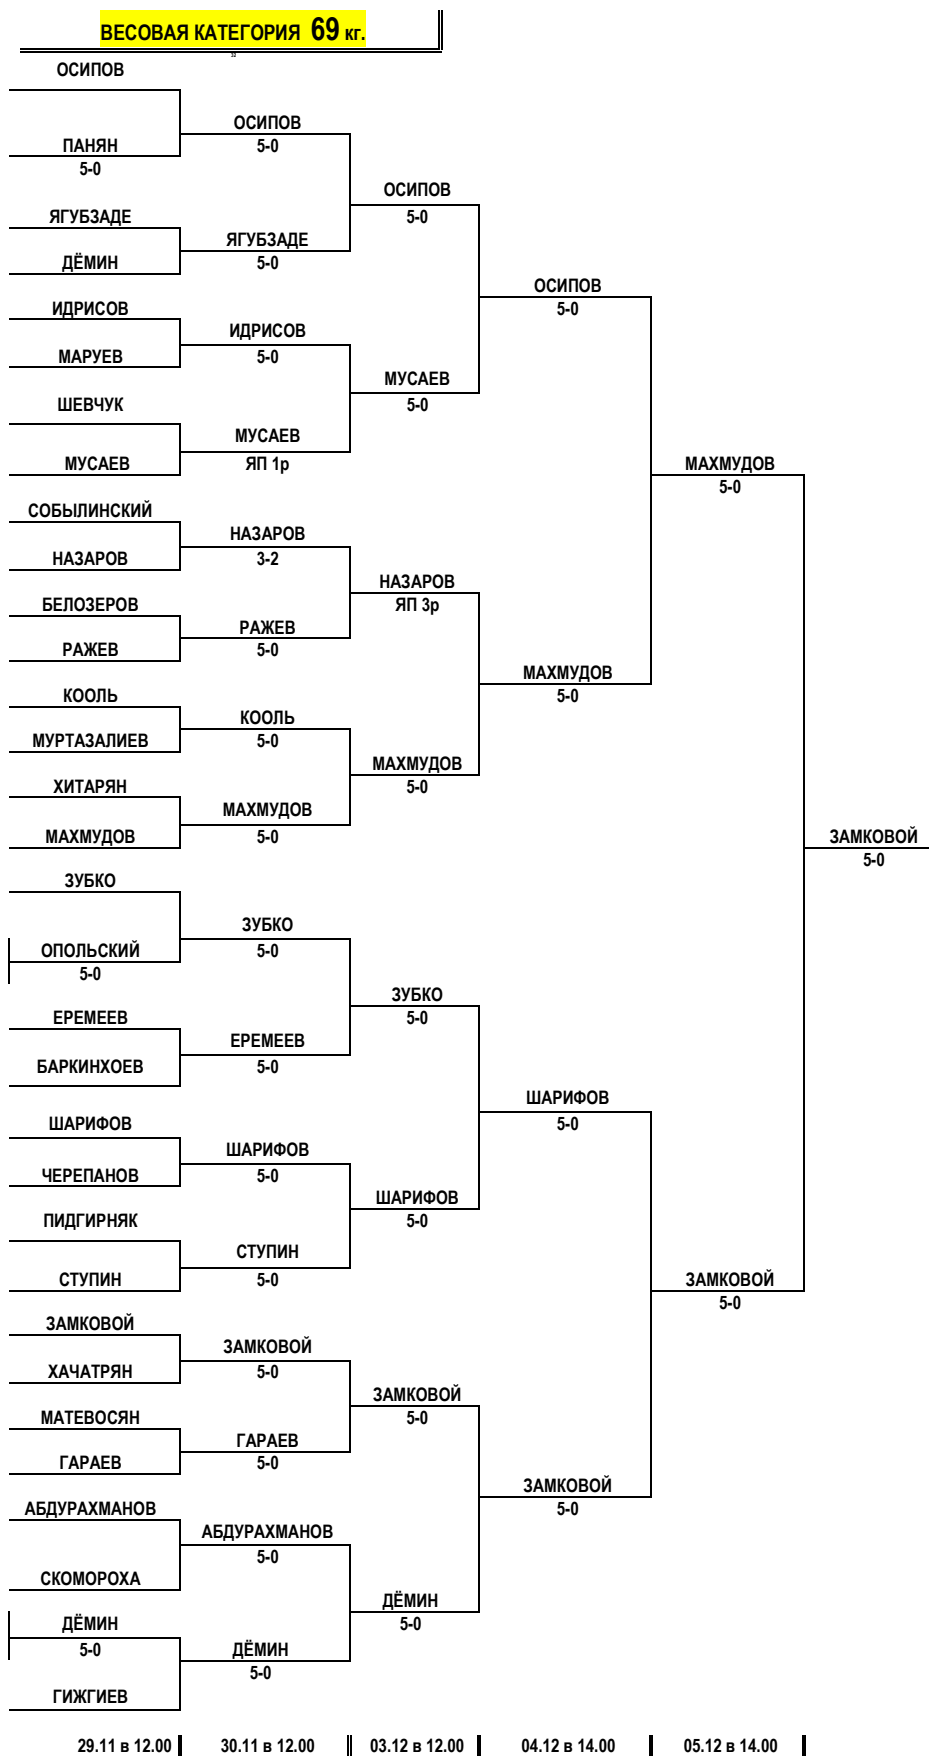 ВЕСОВАЯ КАТЕГОРИЯ 69 кг.
ОСИПОВ
ОСИПОВ
5-0
ПАНЯН
5-0
ОСИПОВ
5-0
ЯГУБЗАДЕ
ЯГУБЗАДЕ
5-0
ДЁМИН
ОСИПОВ
5-0
ИДРИСОВ
ИДРИСОВ
5-0
МАРУЕВ
МУСАЕВ
5-0
ШЕВЧУК
МУСАЕВ
ЯП 1р
МУСАЕВ
МАХМУДОВ
5-0
СОБЫЛИНСКИЙ
НАЗАРОВ
3-2
НАЗАРОВ
НАЗАРОВ
ЯП 3р
БЕЛОЗЕРОВ
РАЖЕВ
5-0
РАЖЕВ
МАХМУДОВ
5-0
КООЛЬ
КООЛЬ
5-0
МУРТАЗАЛИЕВ
МАХМУДОВ
5-0
ХИТАРЯН
МАХМУДОВ
5-0
МАХМУДОВ
ЗАМКОВОЙ
5-0
ЗУБКО
ЗУБКО
5-0
ОПОЛЬСКИЙ
5-0
ЗУБКО
5-0
ЕРЕМЕЕВ
ЕРЕМЕЕВ
5-0
БАРКИНХОЕВ
ШАРИФОВ
5-0
ШАРИФОВ
ШАРИФОВ
5-0
ЧЕРЕПАНОВ
ШАРИФОВ
5-0
ПИДГИРНЯК
СТУПИН
5-0
СТУПИН
ЗАМКОВОЙ
5-0
ЗАМКОВОЙ
ЗАМКОВОЙ
5-0
ХАЧАТРЯН
ЗАМКОВОЙ
5-0
МАТЕВОСЯН
ГАРАЕВ
5-0
ГАРАЕВ
ЗАМКОВОЙ
5-0
АБДУРАХМАНОВ
АБДУРАХМАНОВ
5-0
СКОМОРОХА
ДЁМИН
5-0
ДЁМИН
5-0
ДЁМИН
5-0
ГИЖГИЕВ
29.11 в 12.00 30.11 в 12.00 03.12 в 12.00 04.12 в 14.00 05.12 в 14.00